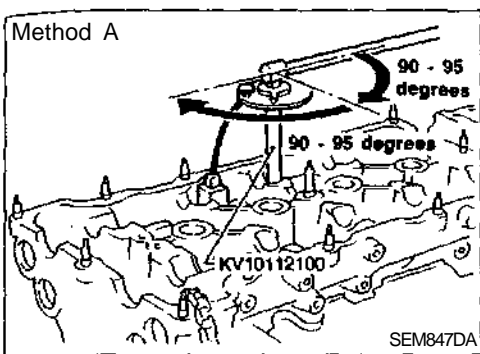 Method A
90 - 95
degrees
90 - 95 degrees
KV10112100
SEM847DA